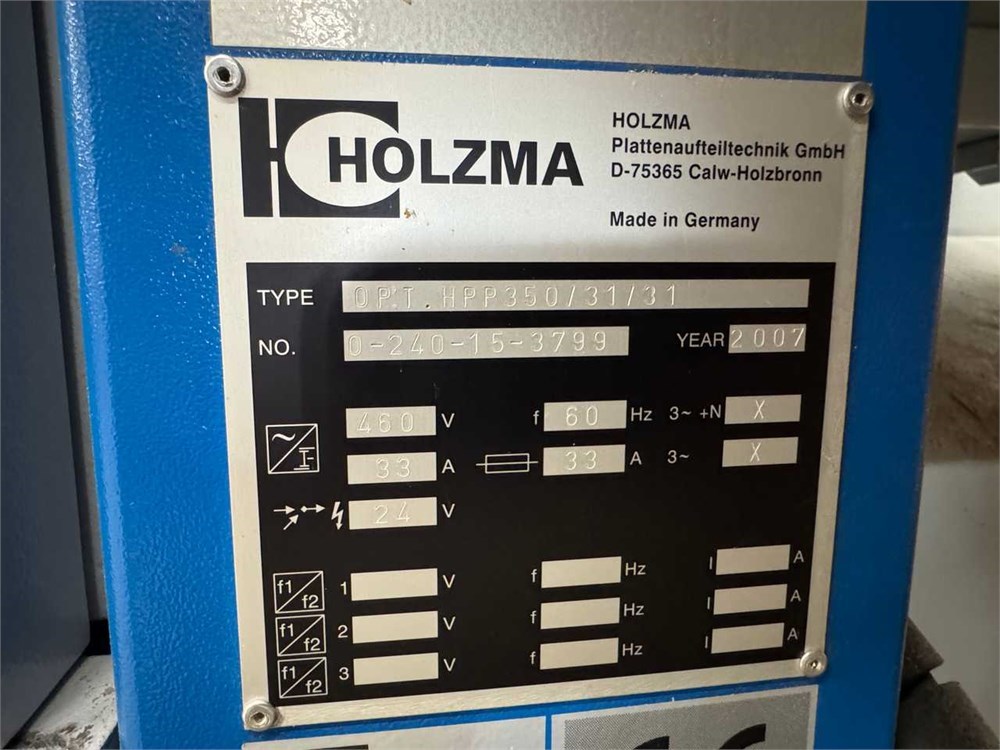 HOLZMA
HOLZMA
Plattenaufteiltechnik GmbH
D-75365 Calw-Holzbronn
Made in Germany
TYPE OPT.HPP350/31/31
NO. 0-240-15-3799 YEAR 2007
460 V f 60 Hz 3~ +N X
33 A 33 A 3~ X
24 V
f1/f2 1 V f Hz I A
f1/f2 2 V f Hz I A
f1/f2 3 V f Hz I A